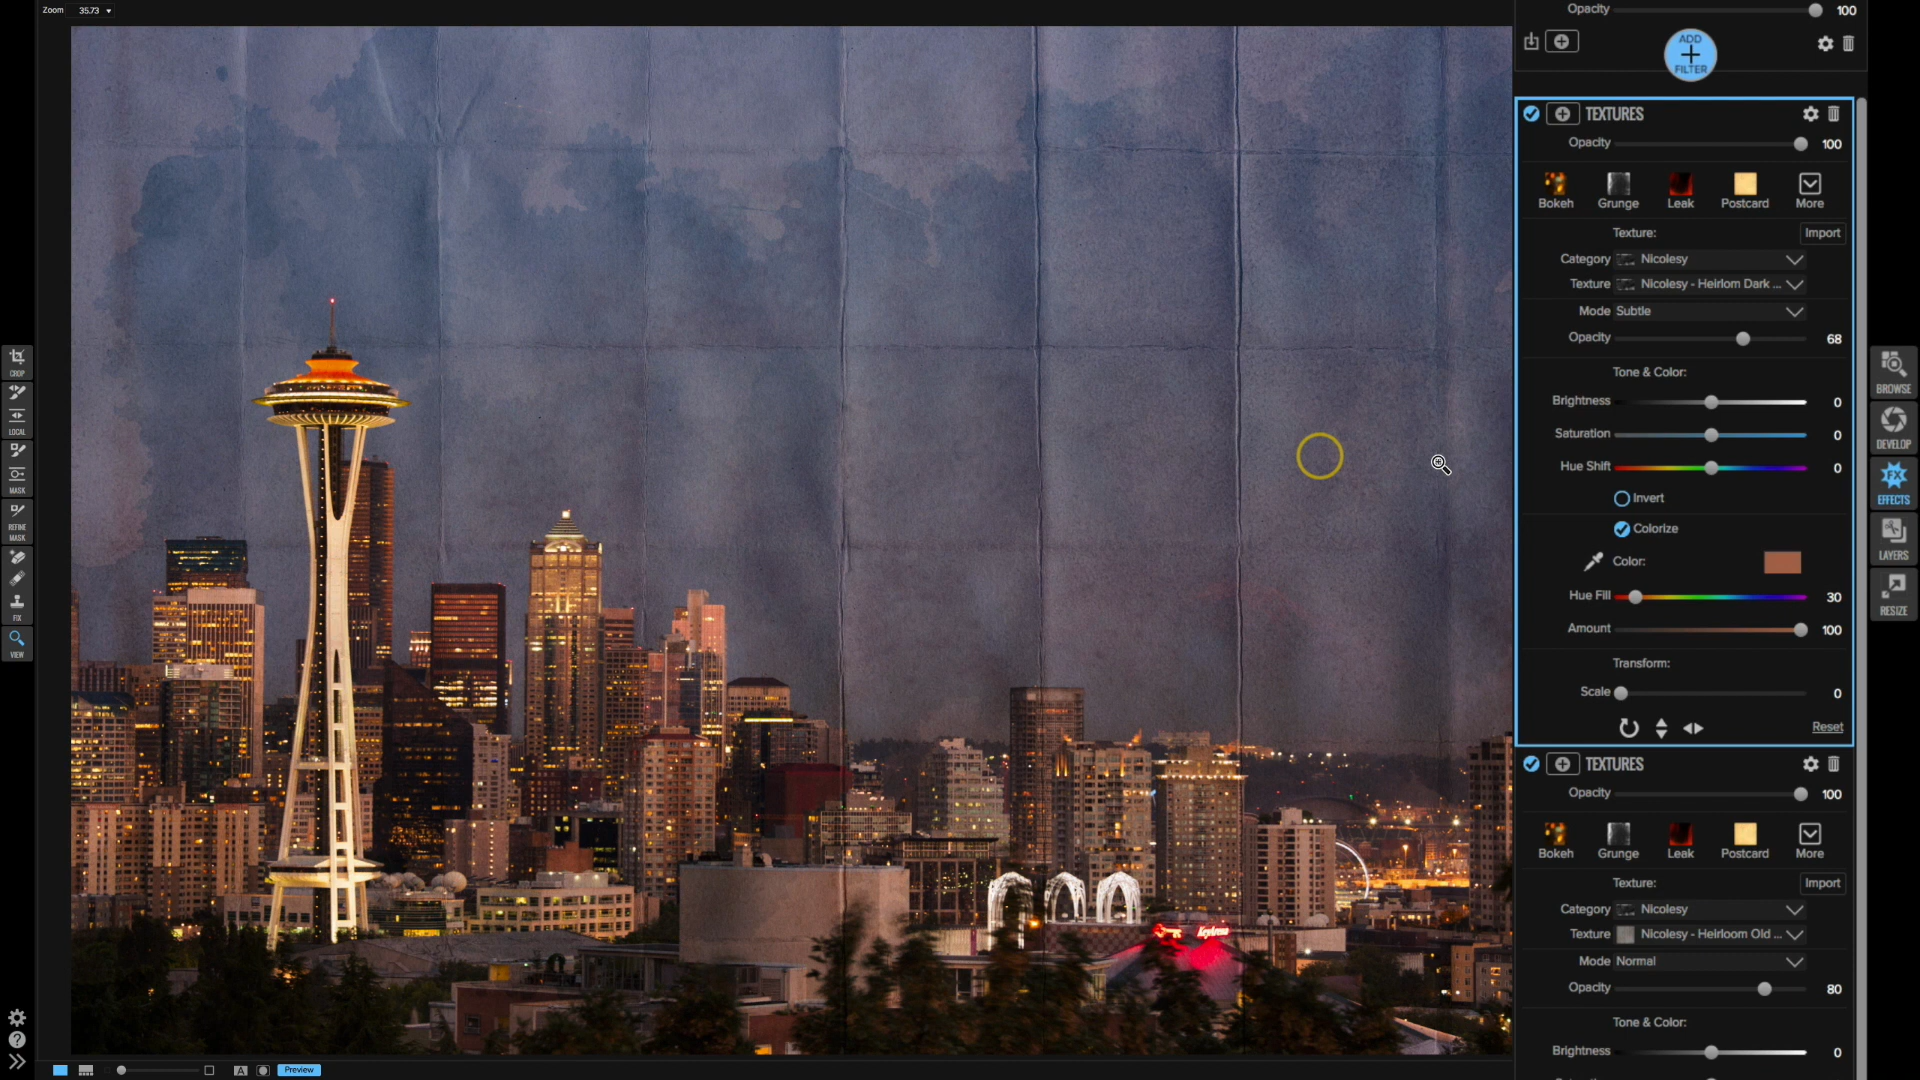 Zoom 35.73
Opacity 100
ADD
FILTER
TEXTURES
Opacity 100
Bokeh Grunge Leak Postcard More
Texture: Import
Category Nicolesy
Texture Nicolesy - Heirlom Dark ...
Mode Subtle
Opacity 68
Tone & Color:
Brightness 0
Saturation 0
Hue Shift 0
Invert
Colorize
Color:
Hue Fill 30
Amount 100
Transform:
Scale 0
Reset
TEXTURES
Opacity 100
Bokeh Grunge Leak Postcard More
Texture: Import
Category Nicolesy
Texture Nicolesy - Heirloom Old ...
Mode Normal
Opacity 80
Tone & Color:
Brightness 0
CROP
LOCAL
MASK
REFINE
MASK
FIX
VIEW
BROWSE
DEVELOP
FX
EFFECTS
LAYERS
RESIZE
KeyArena
A
Preview